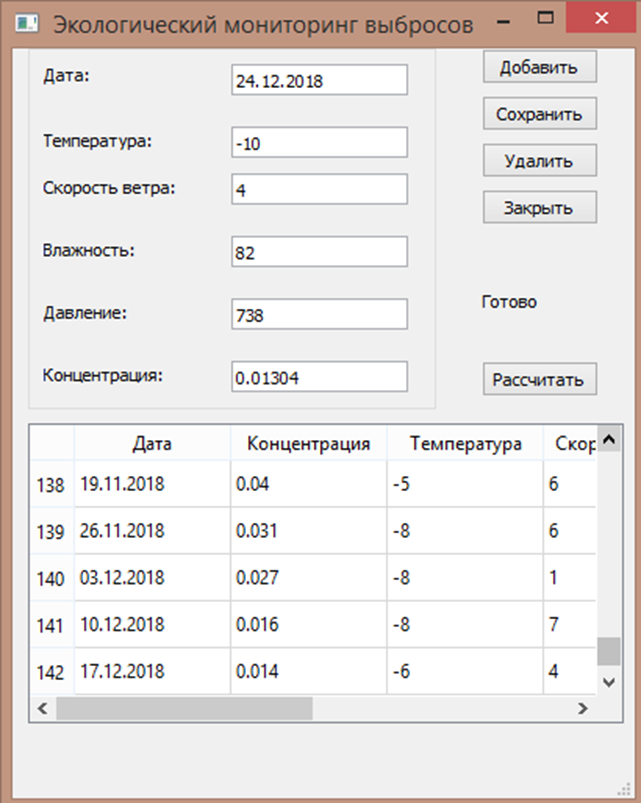 Экологический мониторинг выбросов
Дата: 24.12.2018 Добавить
Сохранить
Температура: -10
Удалить
Скорость ветра: 4
Закрыть
Влажность: 82
Готово
Давление: 738
Концентрация: 0.01304 Рассчитать
Дата Концентрация Температура Скор
138 19.11.2018 0.04 -5 6
139 26.11.2018 0.031 -8 6
140 03.12.2018 0.027 -8 1
141 10.12.2018 0.016 -8 7
142 17.12.2018 0.014 -6 4